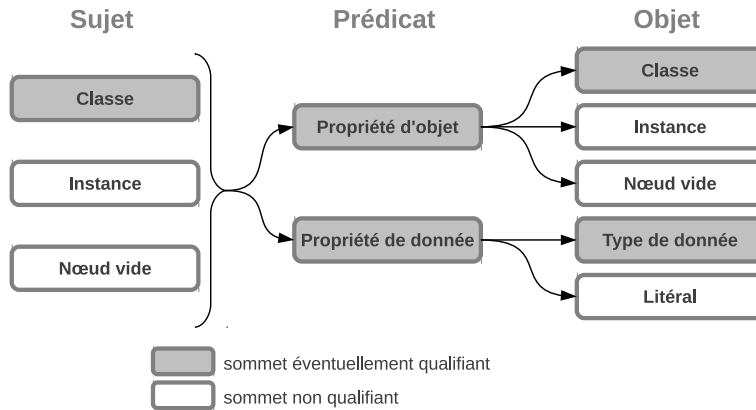 Sujet
Prédicat
Objet
Classe
Instance
Nœud vide
Propriété d'objet
Propriété de donnée
Classe
Instance
Nœud vide
Type de donnée
Litéral
sommet éventuellement qualifiant
sommet non qualifiant